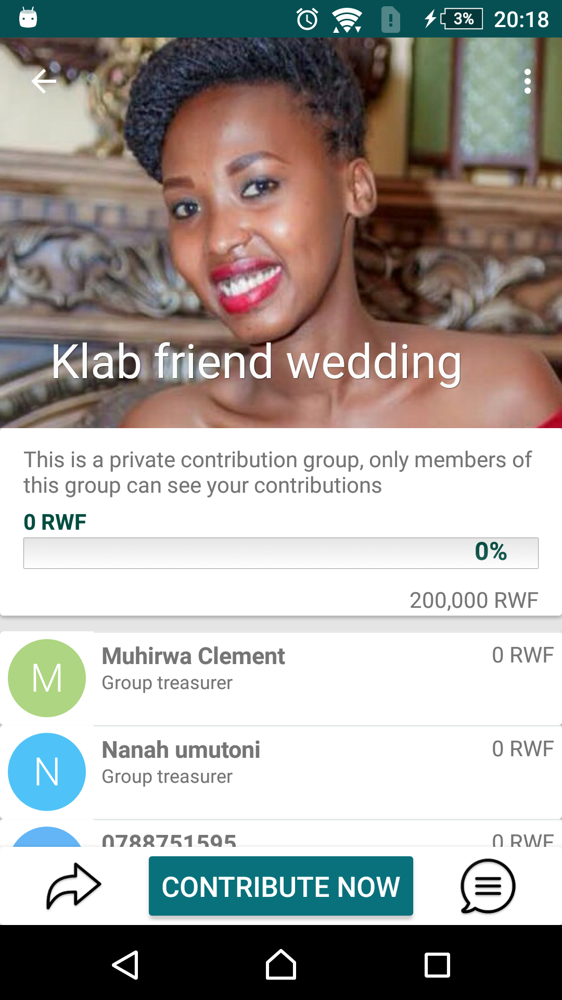 3% 20:18
Klab friend wedding
This is a private contribution group, only members of
this group can see your contributions
0 RWF
0%
200,000 RWF
M
Muhirwa Clement
0 RWF
Group treasurer
N
Nanah umutoni
0 RWF
Group treasurer
0788751595
0 RWF
CONTRIBUTE NOW